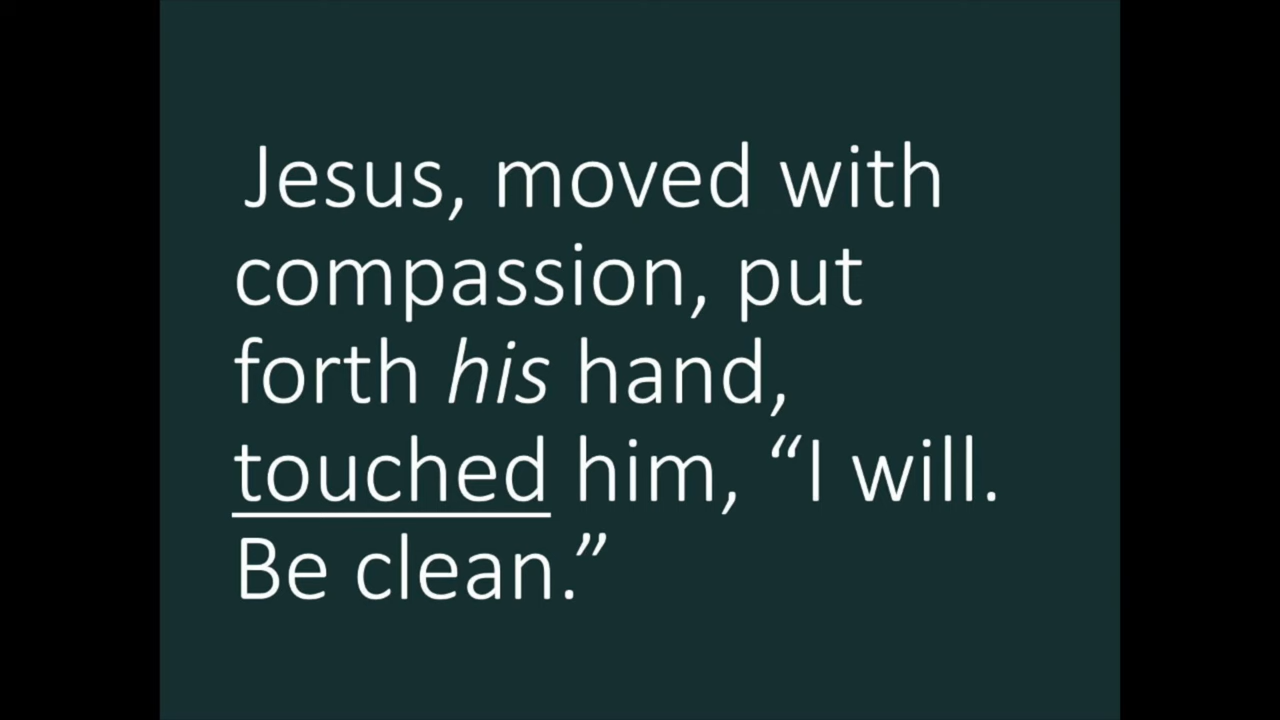 Jesus, moved with
compassion, put
forth his hand,
touched him, “I will.
Be clean.”